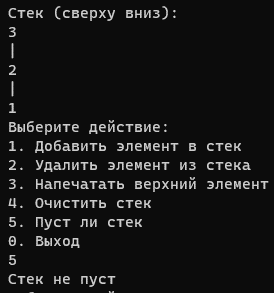 Стек (сверху вниз):
3
|
2
|
1
Выберите действие:
1. Добавить элемент в стек
2. Удалить элемент из стека
3. Напечатать верхний элемент
4. Очистить стек
5. Пуст ли стек
0. Выход
5
Стек не пуст